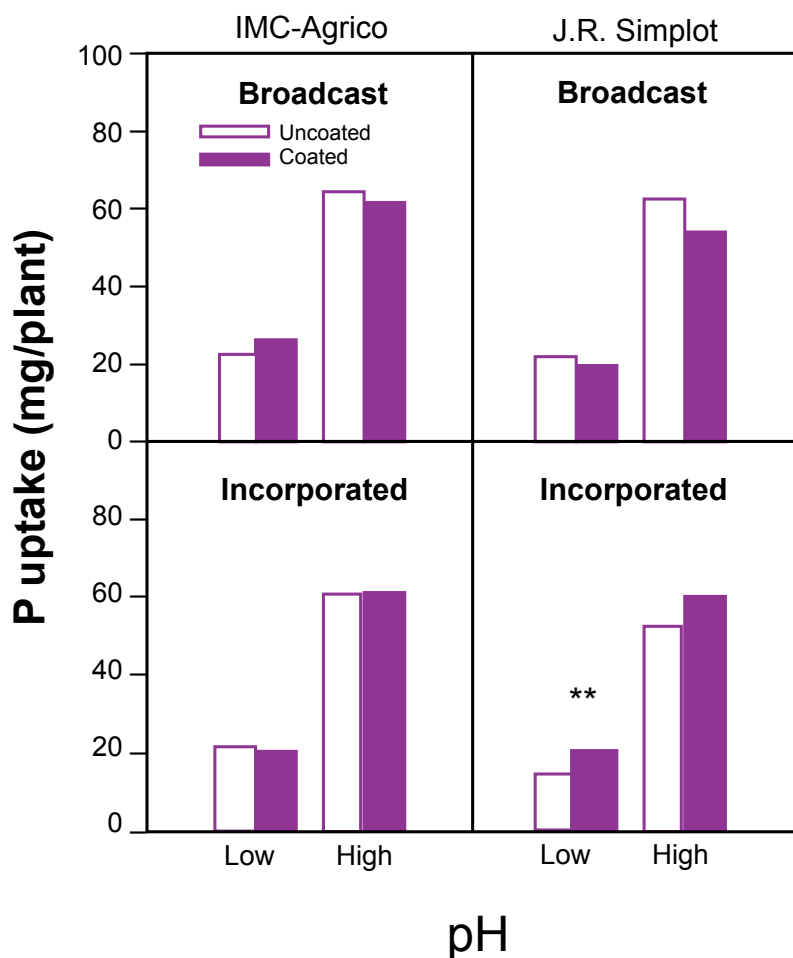 IMC-Agrico
J.R. Simplot
P uptake (mg/plant)
100
80
60
40
20
0
Broadcast
Uncoated
Coated
Broadcast
80
60
40
20
0
Incorporated
Incorporated
**
Low
High
Low
High
pH